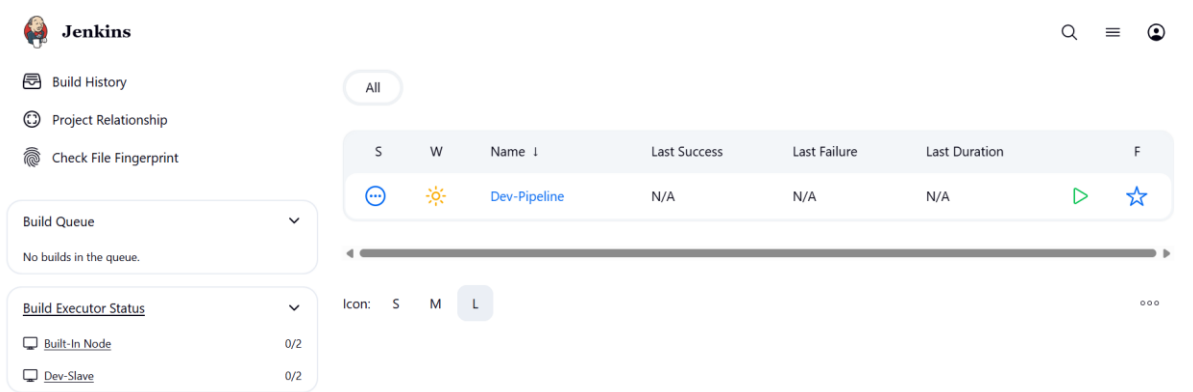 Jenkins
Build History
Project Relationship
Check File Fingerprint
Build Queue
No builds in the queue.
Build Executor Status
Built-In Node 0/2
Dev-Slave 0/2
All
S W Name ↓ Last Success Last Failure Last Duration F
Dev-Pipeline N/A N/A N/A
Icon: S M L